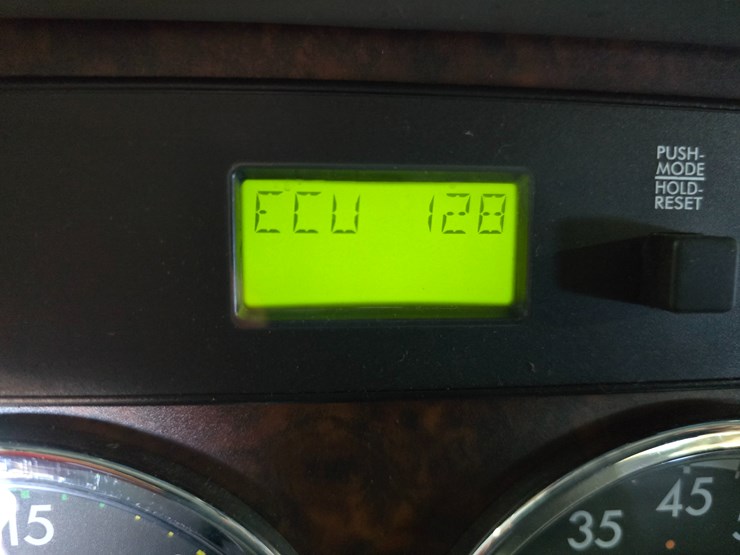 ECU 128
PUSH-
MODE
HOLD-
RESET
15
35
45